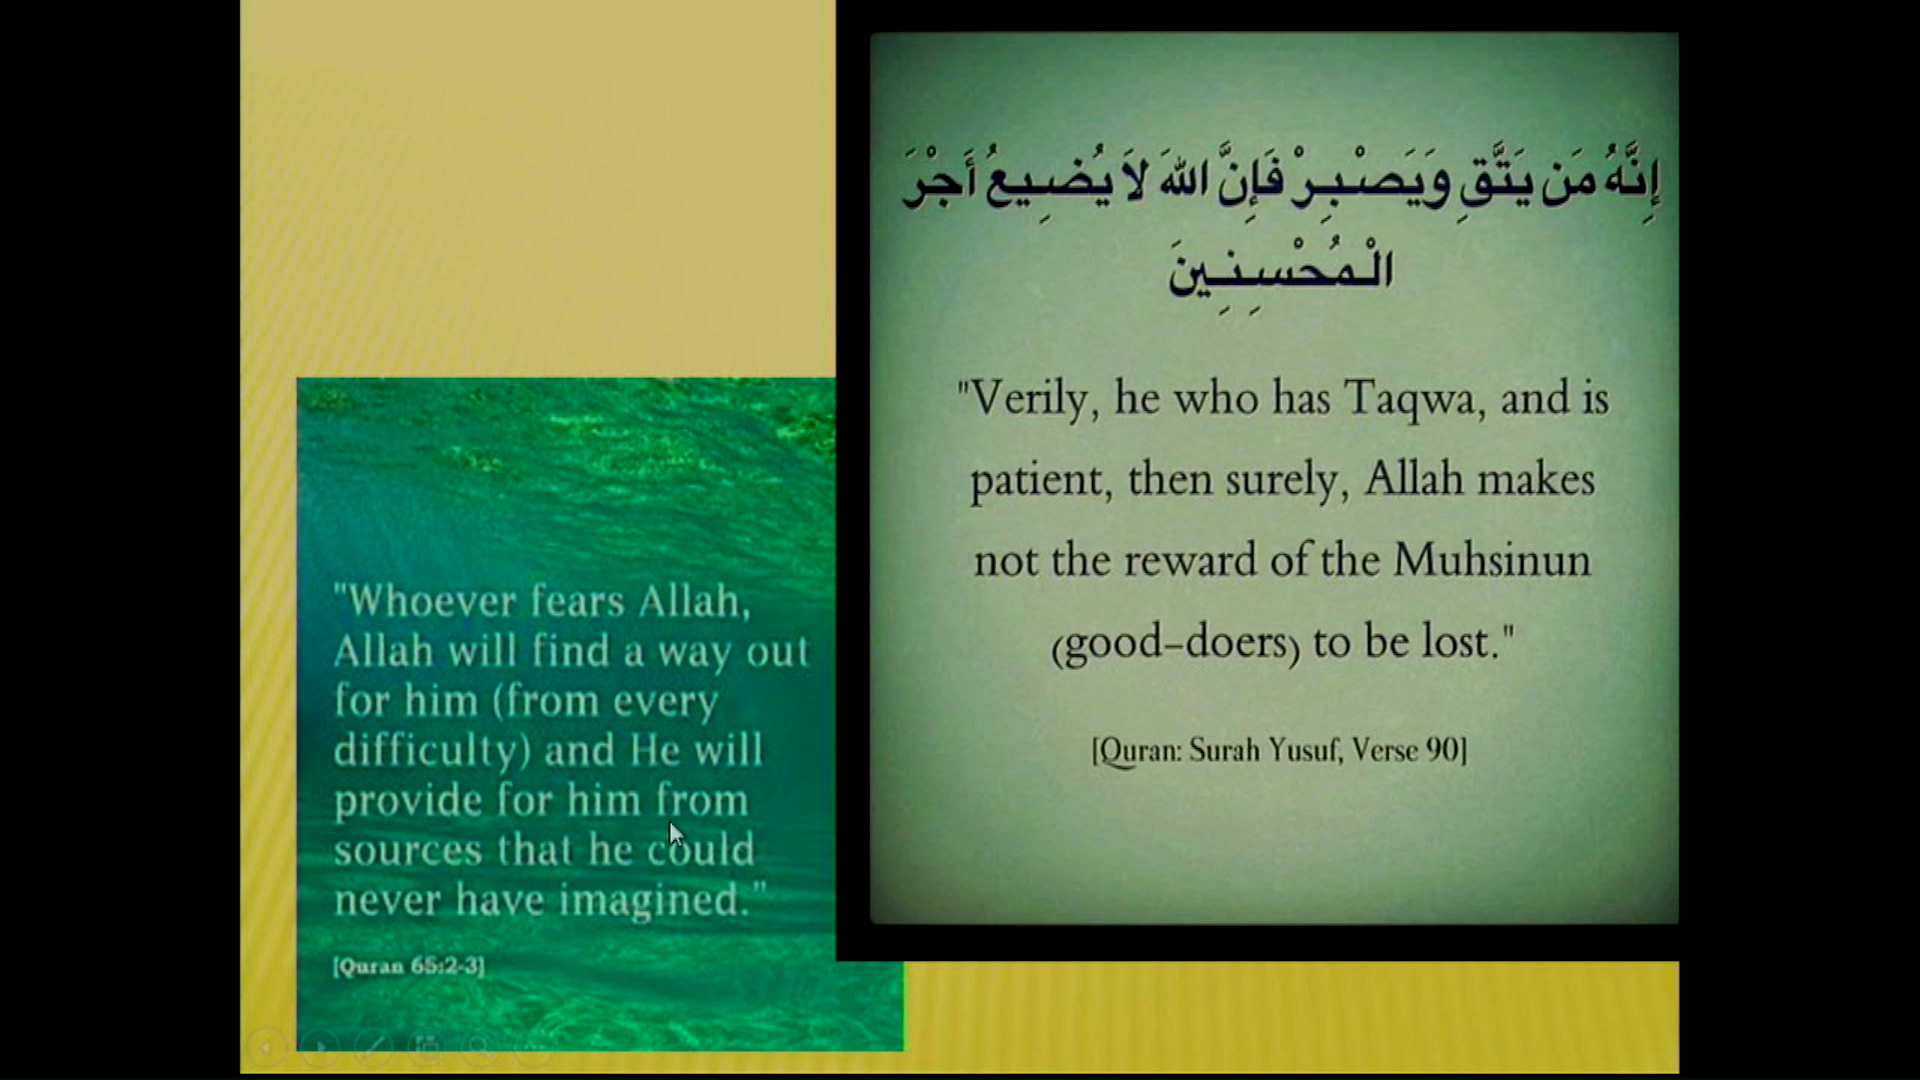 إِنَّهُ مَن يَتَّقِ وَيَصْبِرْ فَإِنَّ اللهَ لاَ يُضِيعُ أَجْرَ
الْمُحْسِنِينَ
"Verily, he who has Taqwa, and is
patient, then surely, Allah makes
not the reward of the Muhsinun
(good-doers) to be lost."
[Quran: Surah Yusuf, Verse 90]
"Whoever fears Allah,
Allah will find a way out
for him (from every
difficulty) and He will
provide for him from
sources that he could
never have imagined."
[Quran 65:2-3]